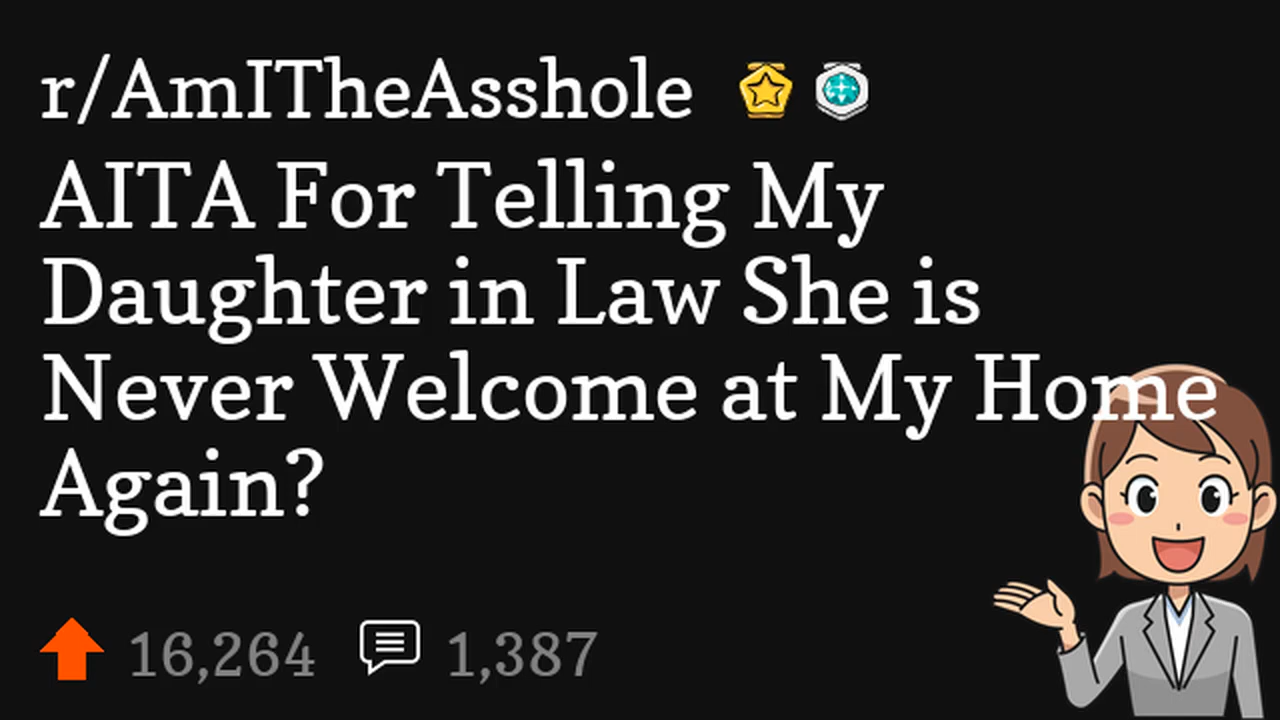 r/AmITheAsshole
AITA For Telling My
Daughter in Law She is
Never Welcome at My Home
Again?
16,264 1,387